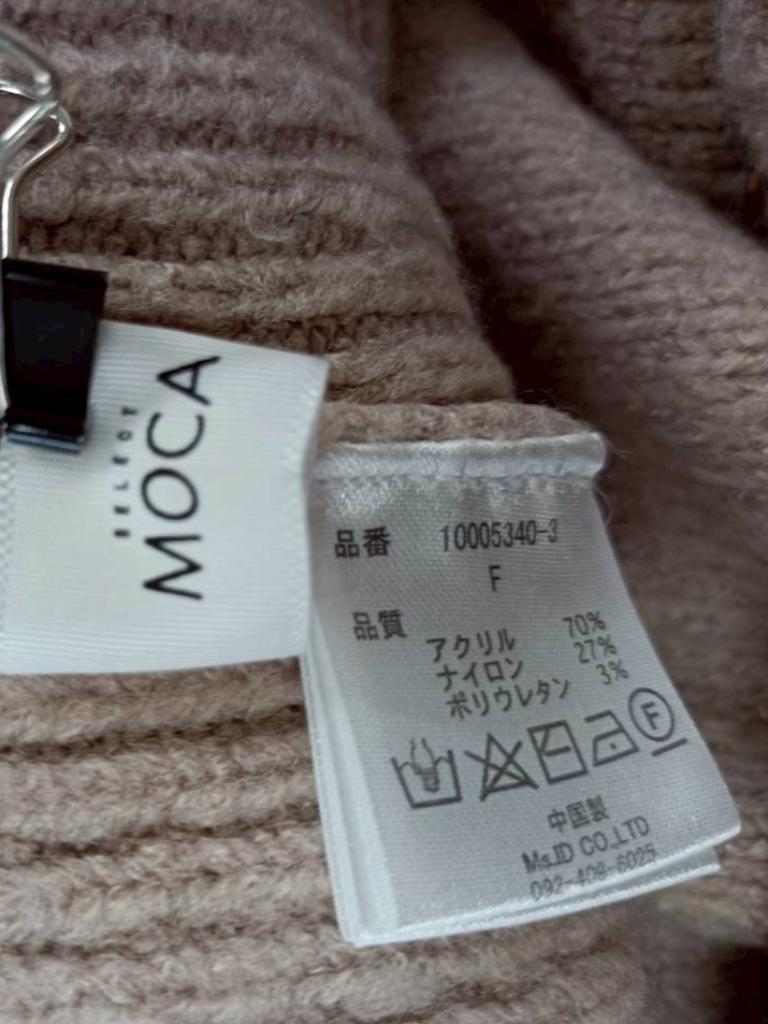 SELECT
MOCA
品番 10005340-3
F
品質
アクリル 70%
ナイロン 27%
ポリウレタン 3%
F
中国製
Ms.ID CO.,LTD
092-409-6025